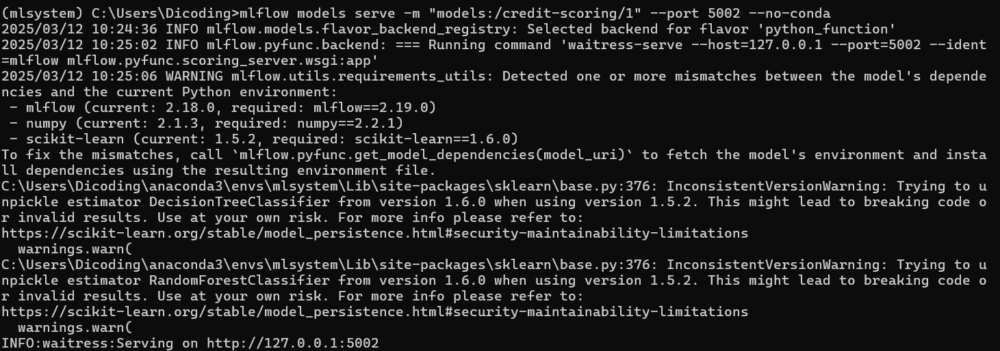 (mlsystem) C:\Users\Dicoding>mlflow models serve -m "models:/credit-scoring/1" --port 5002 --no-conda
2025/03/12 10:24:36 INFO mlflow.models.flavor_backend_registry: Selected backend for flavor 'python_function'
2025/03/12 10:25:02 INFO mlflow.pyfunc.backend: === Running command 'waitress-serve --host=127.0.0.1 --port=5002 --ident
=mlflow mlflow.pyfunc.scoring_server.wsgi:app'
2025/03/12 10:25:06 WARNING mlflow.utils.requirements_utils: Detected one or more mismatches between the model's depende
ncies and the current Python environment:
 - mlflow (current: 2.18.0, required: mlflow==2.19.0)
 - numpy (current: 2.1.3, required: numpy==2.2.1)
 - scikit-learn (current: 1.5.2, required: scikit-learn==1.6.0)
To fix the mismatches, call `mlflow.pyfunc.get_model_dependencies(model_uri)` to fetch the model's environment and insta
ll dependencies using the resulting environment file.
C:\Users\Dicoding\anaconda3\envs\mlsystem\Lib\site-packages\sklearn\base.py:376: InconsistentVersionWarning: Trying to u
npickle estimator DecisionTreeClassifier from version 1.6.0 when using version 1.5.2. This might lead to breaking code o
r invalid results. Use at your own risk. For more info please refer to:
https://scikit-learn.org/stable/model_persistence.html#security-maintainability-limitations
  warnings.warn(
C:\Users\Dicoding\anaconda3\envs\mlsystem\Lib\site-packages\sklearn\base.py:376: InconsistentVersionWarning: Trying to u
npickle estimator RandomForestClassifier from version 1.6.0 when using version 1.5.2. This might lead to breaking code o
r invalid results. Use at your own risk. For more info please refer to:
https://scikit-learn.org/stable/model_persistence.html#security-maintainability-limitations
  warnings.warn(
INFO:waitress:Serving on http://127.0.0.1:5002